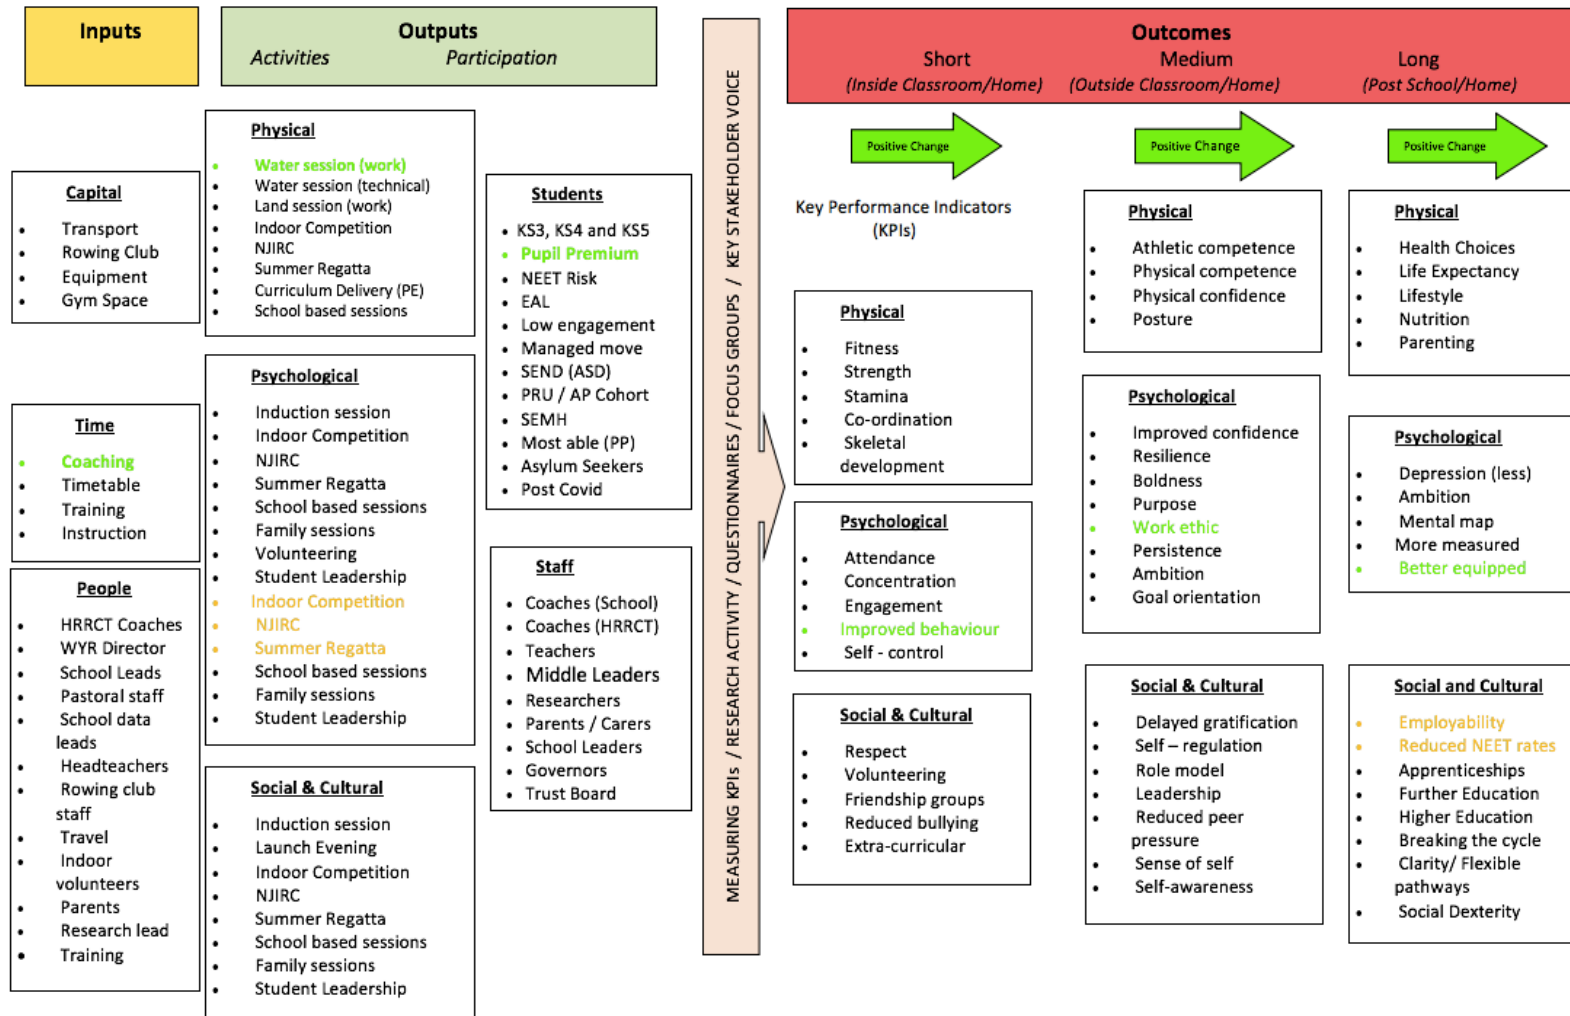 Inputs
Outputs
Activities
Participation
Outcomes
Short
(Inside Classroom/Home)
Medium
(Outside Classroom/Home)
Long
(Post School/Home)
Capital
• Transport
• Rowing Club
• Equipment
• Gym Space
Time
• Coaching
• Timetable
• Training
• Instruction
People
• HRRCT Coaches
• WYR Director
• School Leads
• Pastoral staff
• School data
leads
• Headteachers
• Rowing club
staff
• Travel
• Indoor
volunteers
• Parents
• Research lead
• Training
Physical
• Water session (work)
• Water session (technical)
• Land session (work)
• Indoor Competition
• NJIRC
• Summer Regatta
• Curriculum Delivery (PE)
• School based sessions
Psychological
• Induction session
• Indoor Competition
• NJIRC
• Summer Regatta
• School based sessions
• Family sessions
• Volunteering
• Student Leadership
• Indoor Competition
• NJIRC
• Summer Regatta
• School based sessions
• Family sessions
• Student Leadership
Social & Cultural
• Induction session
• Launch Evening
• Indoor Competition
• NJIRC
• Summer Regatta
• School based sessions
• Family sessions
• Student Leadership
Students
• KS3, KS4 and KS5
• Pupil Premium
• NEET Risk
• EAL
• Low engagement
• Managed move
• SEND (ASD)
• PRU / AP Cohort
• SEMH
• Most able (PP)
• Asylum Seekers
• Post Covid
Staff
• Coaches (School)
• Coaches (HRRCT)
• Teachers
• Middle Leaders
• Researchers
• Parents / Carers
• School Leaders
• Governors
• Trust Board
MEASURING KPIs / RESEARCH ACTIVITY / QUESTIONNAIRES / FOCUS GROUPS / KEY STAKEHOLDER VOICE
Positive Change
Key Performance Indicators
(KPIs)
Physical
• Fitness
• Strength
• Stamina
• Co-ordination
• Skeletal
development
Psychological
• Attendance
• Concentration
• Engagement
• Improved behaviour
• Self - control
Social & Cultural
• Respect
• Volunteering
• Friendship groups
• Reduced bullying
• Extra-curricular
Positive Change
Physical
• Athletic competence
• Physical competence
• Physical confidence
• Posture
Psychological
• Improved confidence
• Resilience
• Boldness
• Purpose
• Work ethic
• Persistence
• Ambition
• Goal orientation
Social & Cultural
• Delayed gratification
• Self – regulation
• Role model
• Leadership
• Reduced peer
pressure
• Sense of self
• Self-awareness
Positive Change
Physical
• Health Choices
• Life Expectancy
• Lifestyle
• Nutrition
• Parenting
Psychological
• Depression (less)
• Ambition
• Mental map
• More measured
• Better equipped
Social and Cultural
• Employability
• Reduced NEET rates
• Apprenticeships
• Further Education
• Higher Education
• Breaking the cycle
• Clarity/ Flexible
pathways
• Social Dexterity